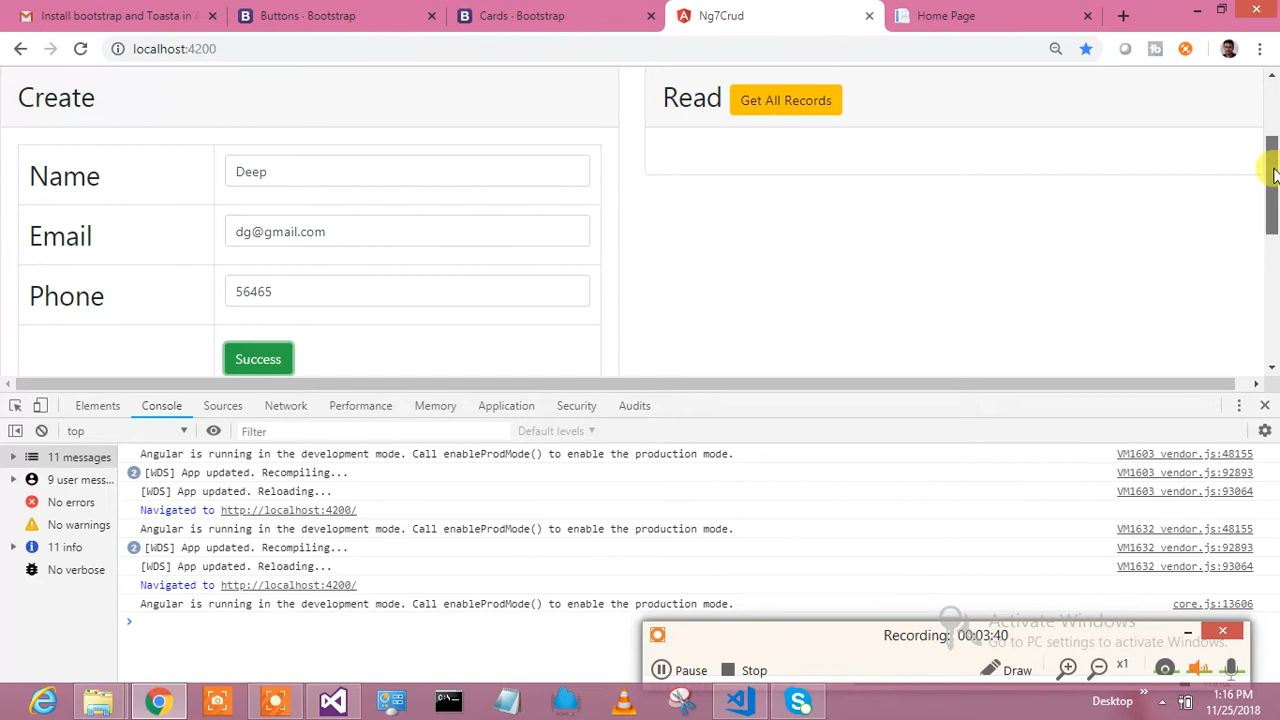 Install bootstrap and Toasta in A
Buttons · Bootstrap
Cards · Bootstrap
Ng7Crud
Home Page
localhost:4200
Create
Read Get All Records
Name Deep
Email dg@gmail.com
Phone 56465
Success
Elements Console Sources Network Performance Memory Application Security Audits
top Filter Default levels
11 messages
9 user mess...
No errors
No warnings
11 info
No verbose
Angular is running in the development mode. Call enableProdMode() to enable the production mode. VM1603 vendor.js:48155
2 [WDS] App updated. Recompiling... VM1603 vendor.js:92893
[WDS] App updated. Reloading... VM1603 vendor.js:93064
Navigated to http://localhost:4200/
Angular is running in the development mode. Call enableProdMode() to enable the production mode. VM1632 vendor.js:48155
2 [WDS] App updated. Recompiling... VM1632 vendor.js:92893
[WDS] App updated. Reloading... VM1632 vendor.js:93064
Navigated to http://localhost:4200/
Angular is running in the development mode. Call enableProdMode() to enable the production mode. core.js:13606
Activate Windows
Go to PC settings to activate Windows.
Recording: 00:03:40
Pause Stop Draw x1
Desktop
1:16 PM
11/25/2018